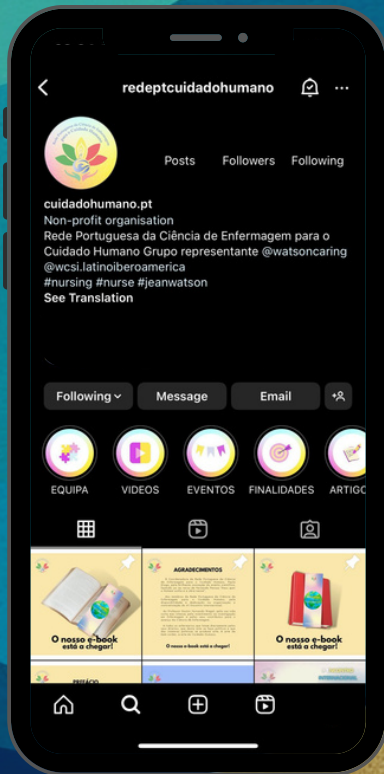 redeptcuidadohumano
Posts Followers Following
cuidadohumano.pt
Non-profit organisation
Rede Portuguesa da Ciência de Enfermagem para o
Cuidado Humano Grupo representante @watsoncaring
@wcsi.latinoiberoamerica
#nursing #nurse #jeanwatson
See Translation
Following Message Email
EQUIPA VIDEOS EVENTOS FINALIDADES ARTIGO
O nosso e-book
está a chegar!
AGRADECIMENTOS
O nosso e-book está a chegar!
O nosso e-book
está a chegar!
PREFÁCIO